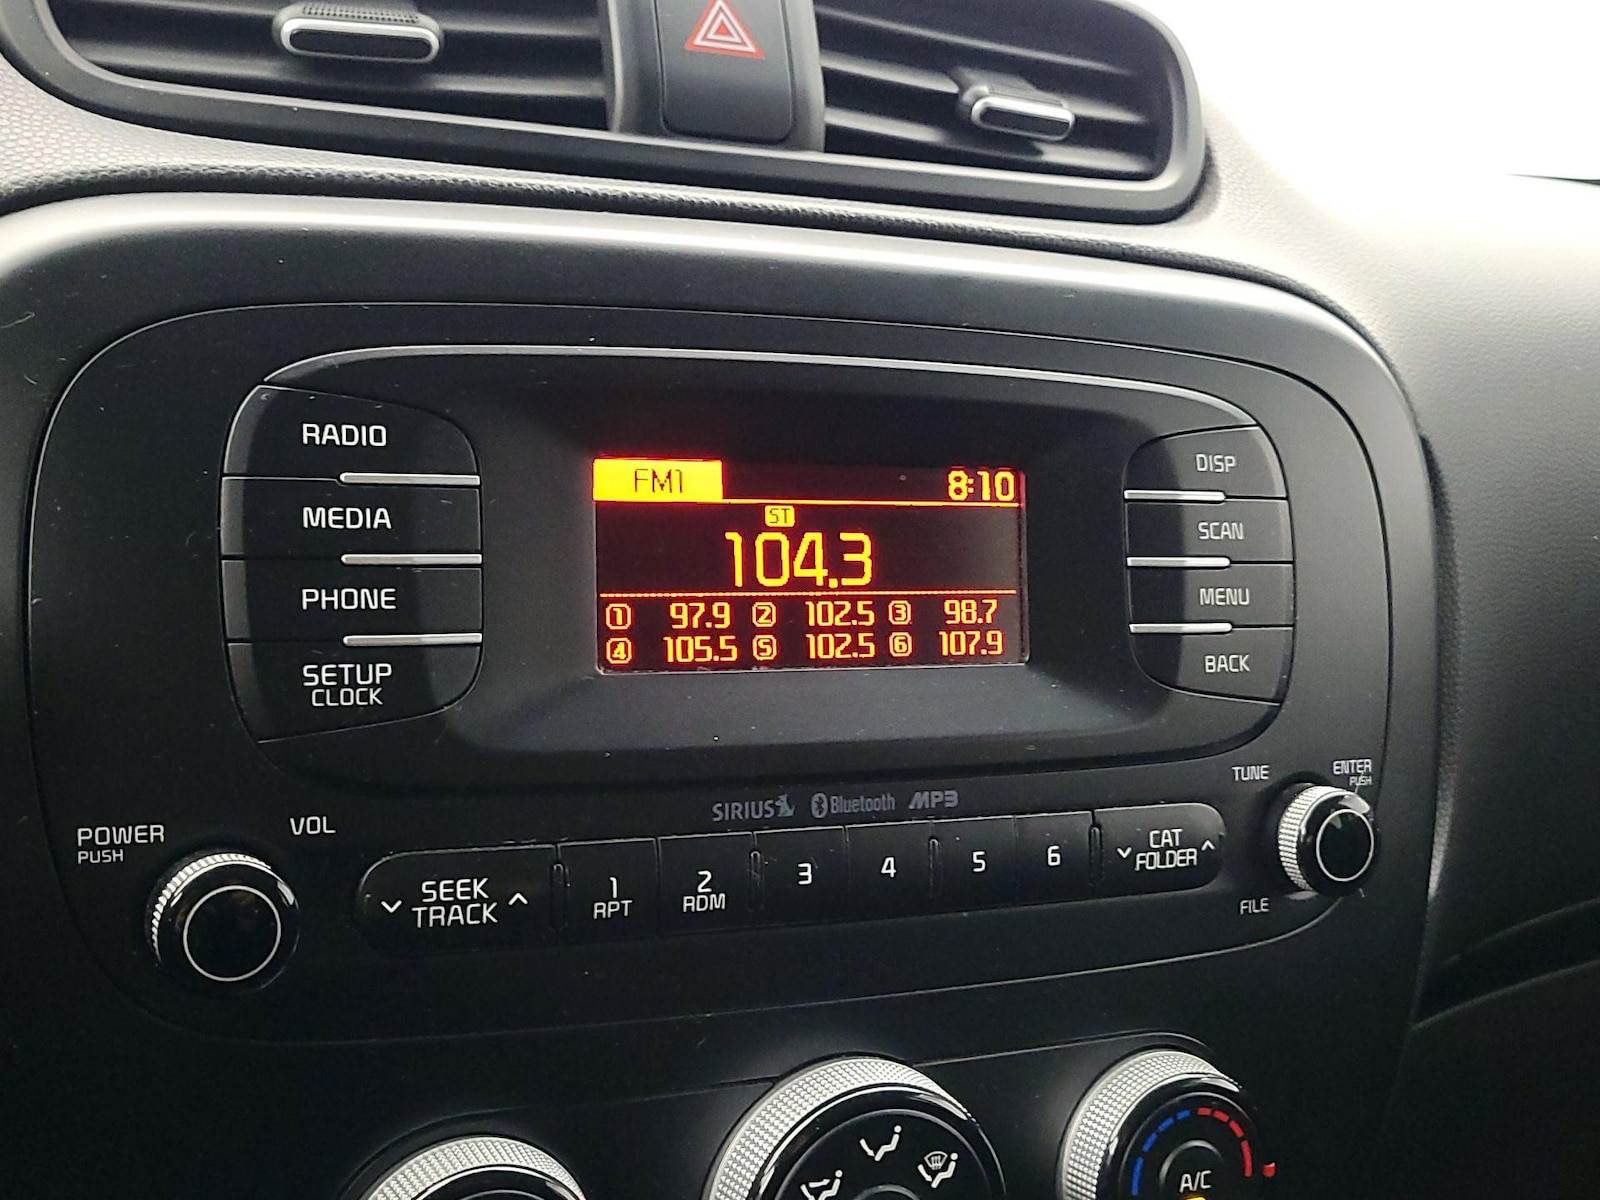 RADIO
MEDIA
PHONE
SETUP
CLOCK
FM1 8:10
ST
104.3
1 97.9 2 102.5 3 98.7
4 105.5 5 102.5 6 107.9
DISP
SCAN
MENU
BACK
POWER
PUSH
VOL
SIRIUS Bluetooth MP3
TUNE
ENTER
PUSH
SEEK
TRACK
1
RPT
2
RDM
3
4
5
6
CAT
FOLDER
FILE
A/C